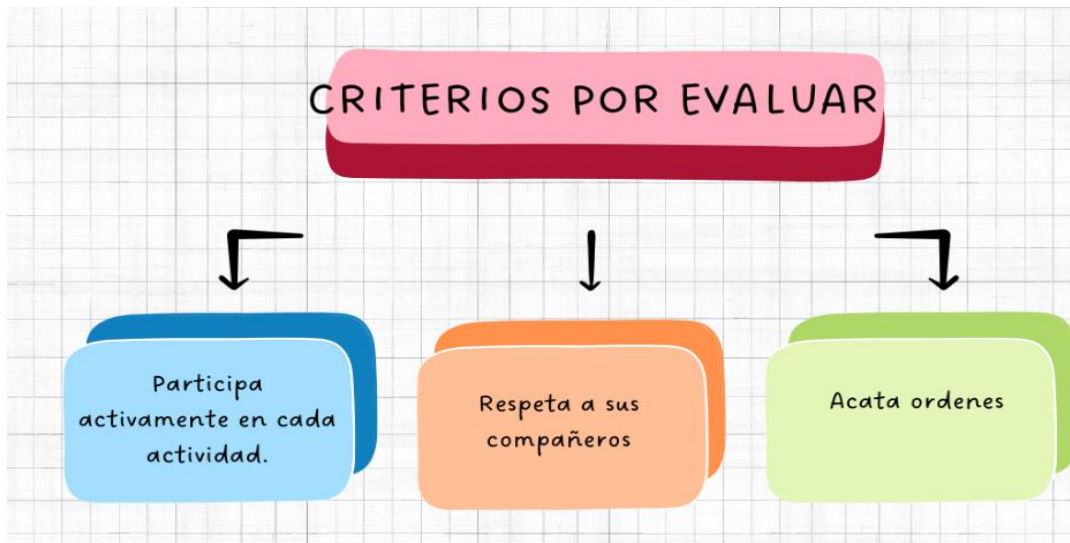 CRITERIOS POR EVALUAR
Participa
activamente en cada
actividad.
Respeta a sus
compañeros
Acata ordenes